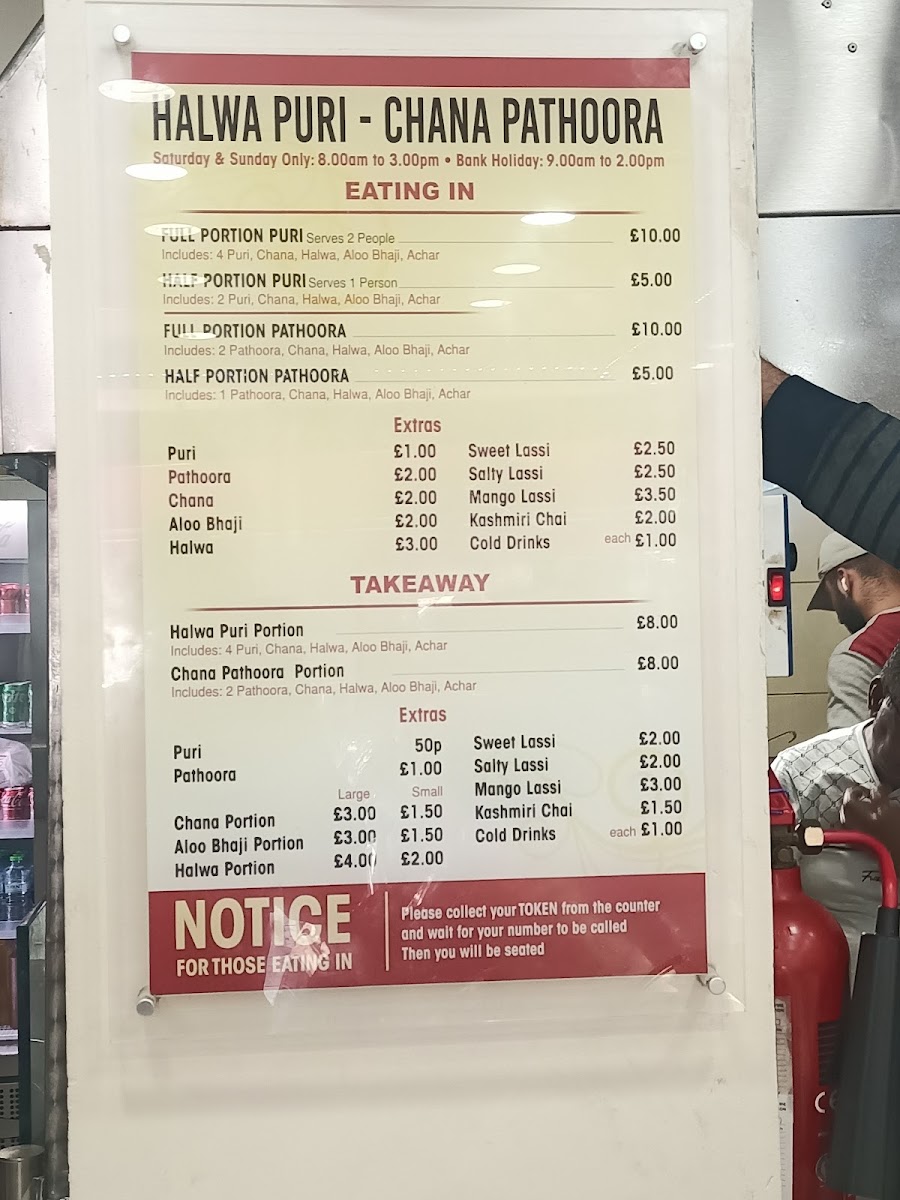 HALWA PURI - CHANA PATHOORA
Saturday & Sunday Only: 8.00am to 3.00pm • Bank Holiday: 9.00am to 2.00pm
EATING IN
FULL PORTION PURI Serves 2 People £10.00
Includes: 4 Puri, Chana, Halwa, Aloo Bhaji, Achar
HALF PORTION PURI Serves 1 Person £5.00
Includes: 2 Puri, Chana, Halwa, Aloo Bhaji, Achar
FULL PORTION PATHOORA £10.00
Includes: 2 Pathoora, Chana, Halwa, Aloo Bhaji, Achar
HALF PORTION PATHOORA £5.00
Includes: 1 Pathoora, Chana, Halwa, Aloo Bhaji, Achar
Extras
Puri £1.00 Sweet Lassi £2.50
Pathoora £2.00 Salty Lassi £2.50
Chana £2.00 Mango Lassi £3.50
Aloo Bhaji £2.00 Kashmiri Chai £2.00
Halwa £3.00 Cold Drinks each £1.00
TAKEAWAY
Halwa Puri Portion £8.00
Includes: 4 Puri, Chana, Halwa, Aloo Bhaji, Achar
Chana Pathoora Portion £8.00
Includes: 2 Pathoora, Chana, Halwa, Aloo Bhaji, Achar
Extras
Puri 50p Sweet Lassi £2.00
Pathoora £1.00 Salty Lassi £2.00
Large Small Mango Lassi £3.00
Chana Portion £3.00 £1.50 Kashmiri Chai £1.50
Aloo Bhaji Portion £3.00 £1.50 Cold Drinks each £1.00
Halwa Portion £4.00 £2.00
NOTICE
FOR THOSE EATING IN
Please collect your TOKEN from the counter
and wait for your number to be called
Then you will be seated
CE